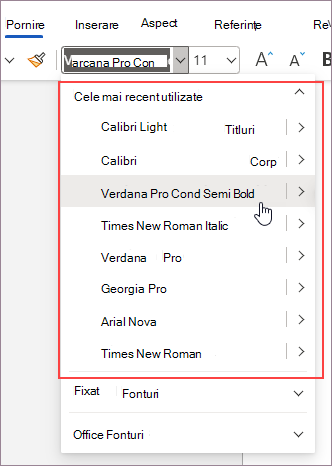 Pornire Inserare Aspect Referințe
Varcana Pro Con 11 A A B
Cele mai recent utilizate
Calibri Light Titluri
Calibri Corp
Verdana Pro Cond Semi Bold
Times New Roman Italic
Verdana Pro
Georgia Pro
Arial Nova
Times New Roman
Fixat Fonturi
Office Fonturi